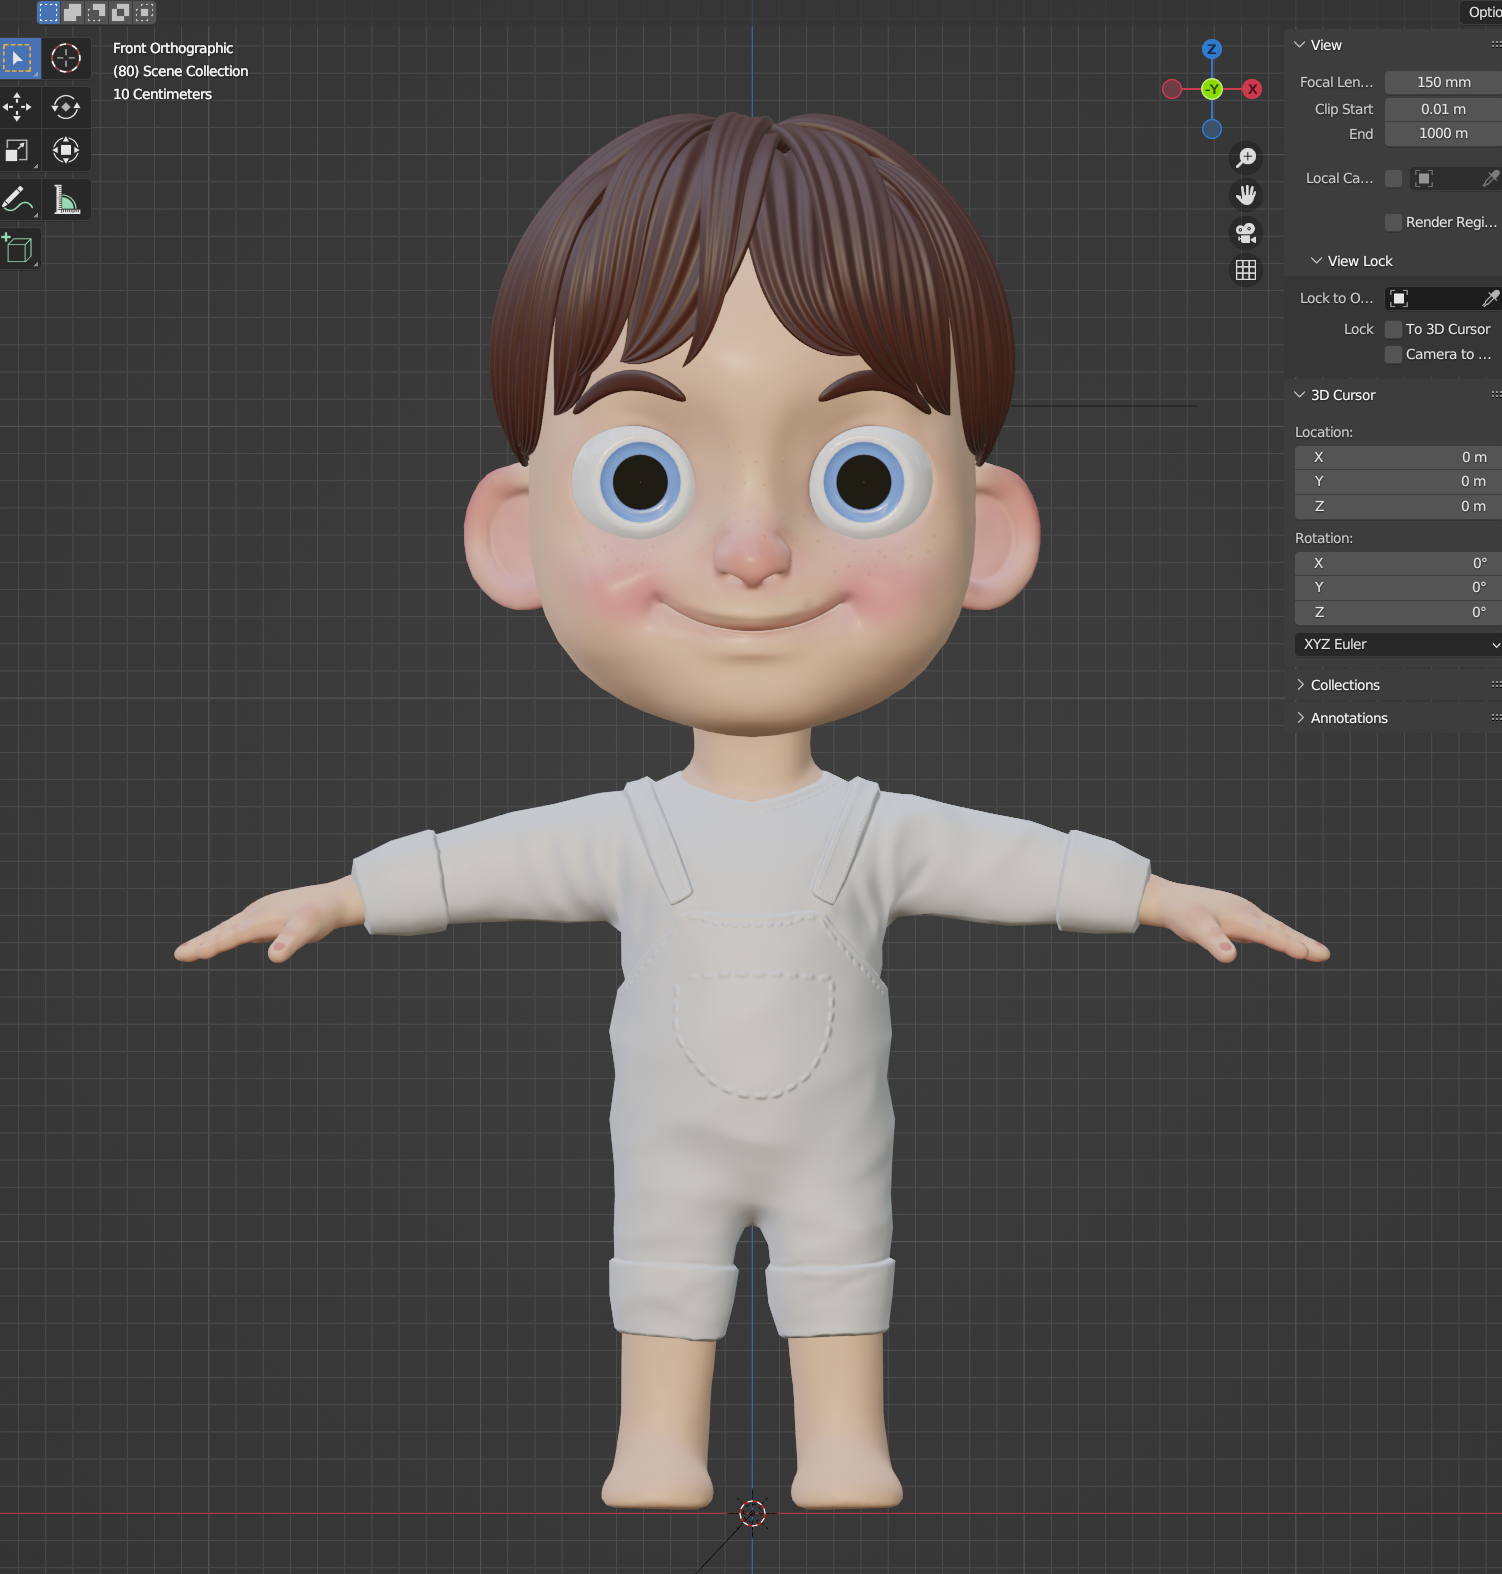 Optio
Front Orthographic
(80) Scene Collection
10 Centimeters
Z
-Y
X
View
Focal Len... 150 mm
Clip Start 0.01 m
End 1000 m
Local Ca...
Render Regi...
View Lock
Lock to O...
Lock To 3D Cursor
Camera to ...
3D Cursor
Location:
X 0 m
Y 0 m
Z 0 m
Rotation:
X 0°
Y 0°
Z 0°
XYZ Euler
Collections
Annotations